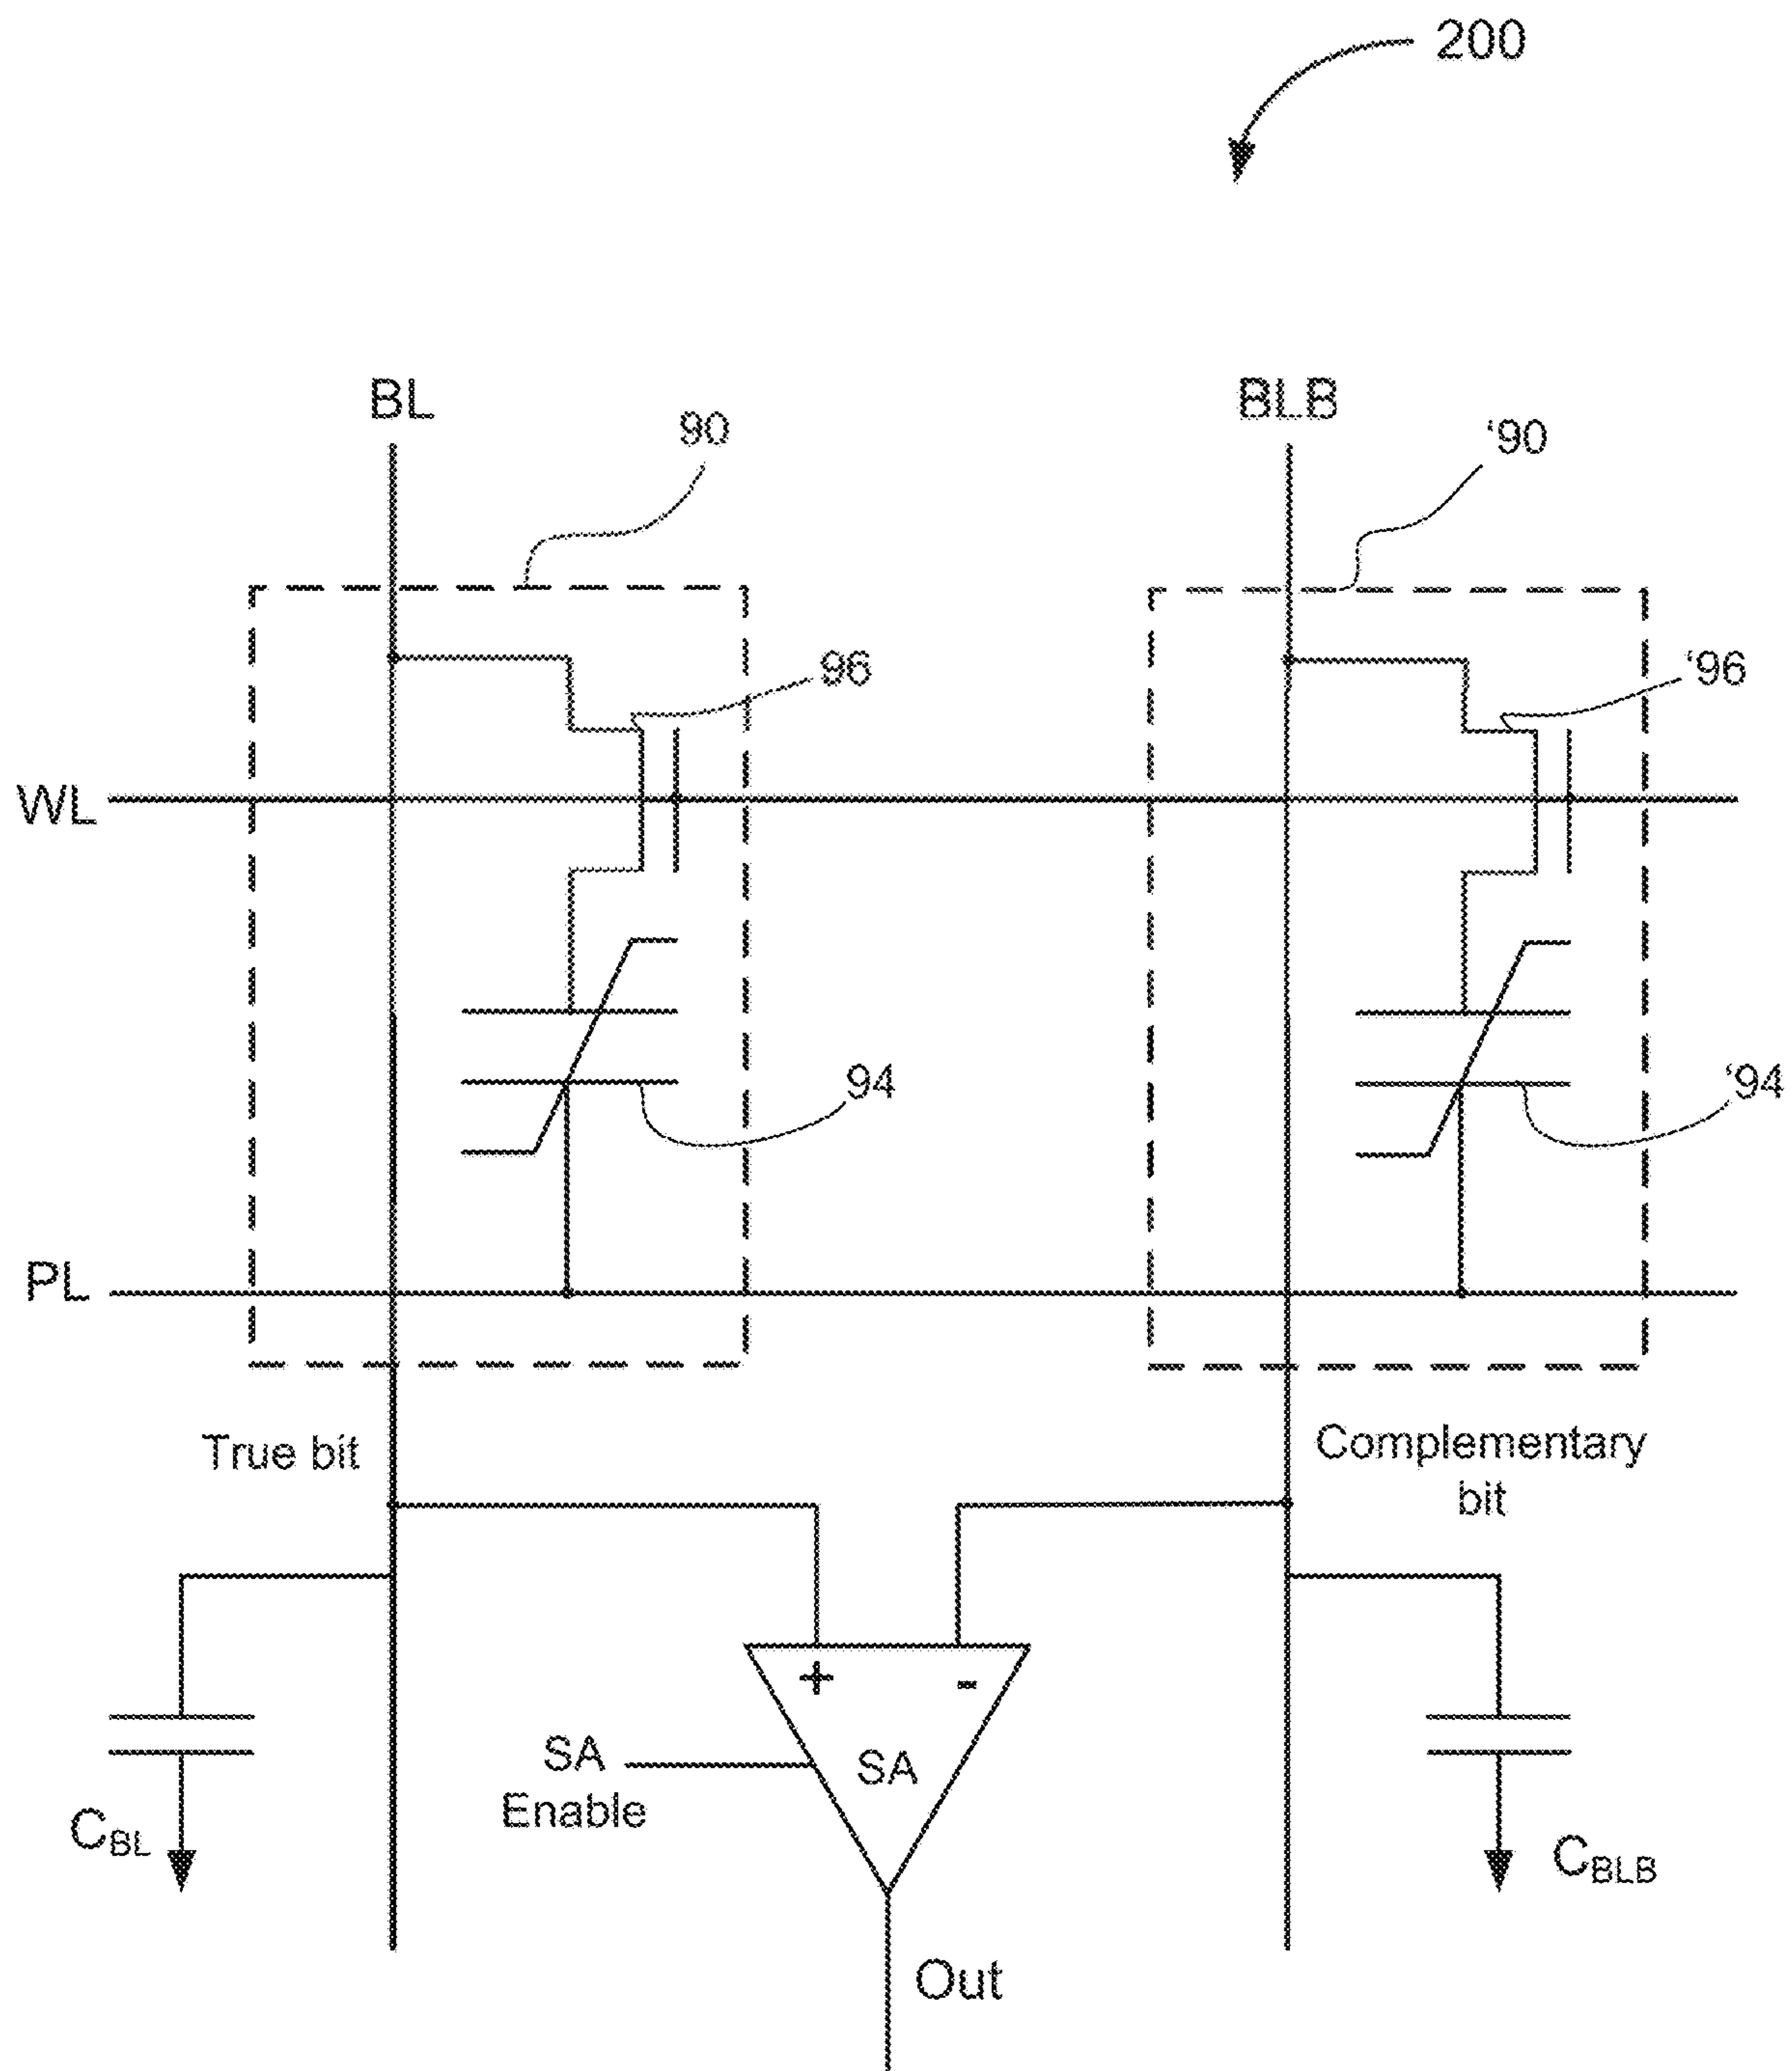 200
BL
BLB
90
‘90
96
‘96
WL
94
‘94
PL
True bit
Complementary
bit
+
-
SA
Enable
SA
CBL
CBLB
Out